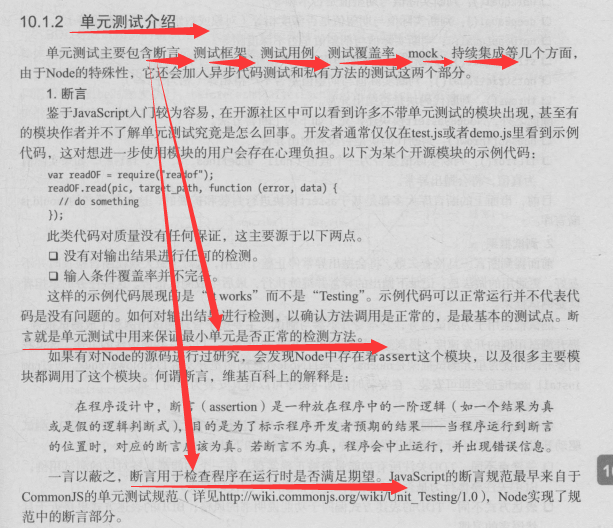 10.1.2 单元测试介绍
单元测试主要包含断言、测试框架、测试用例、测试覆盖率、mock、持续集成等几个方面，
由于Node的特殊性，它还会加入异步代码测试和私有方法的测试这两个部分。
1. 断言
鉴于JavaScript入门较为容易，在开源社区中可以看到许多不带单元测试的模块出现，甚至有
的模块作者并不了解单元测试究竟是怎么回事。开发者通常仅仅在test.js或者demo.js里看到示例
代码，这对想进一步使用模块的用户会存在心理负担。以下为某个开源模块的示例代码：
var readOF = require("readof");
readOF.read(pic, target_path, function (error, data) {
// do something
});
此类代码对质量没有任何保证，这主要源于以下两点。
❑ 没有对输出结果进行任何的检测。
❑ 输入条件覆盖率并不完备。
这样的示例代码展现的是“It works”而不是“Testing”。示例代码可以正常运行并不代表代
码是没有问题的。如何对输出结果进行检测，以确认方法调用是正常的，是最基本的测试点。断
言就是单元测试中用来保证最小单元是否正常的检测方法。
如果有对Node的源码进行过研究，会发现Node中存在着assert这个模块，以及很多主要模
块都调用了这个模块。何谓断言，维基百科上的解释是：
在程序设计中，断言（assertion）是一种放在程序中的一阶逻辑（如一个结果为真
或是假的逻辑判断式），目的是为了标示程序开发者预期的结果——当程序运行到断言
的位置时，对应的断言应该为真。若断言不为真，程序会中止运行，并出现错误信息。
一言以蔽之，断言用于检查程序在运行时是否满足期望。JavaScript的断言规范最早来自于
CommonJS的单元测试规范（详见http://wiki.commonjs.org/wiki/Unit_Testing/1.0），Node实现了规
范中的断言部分。